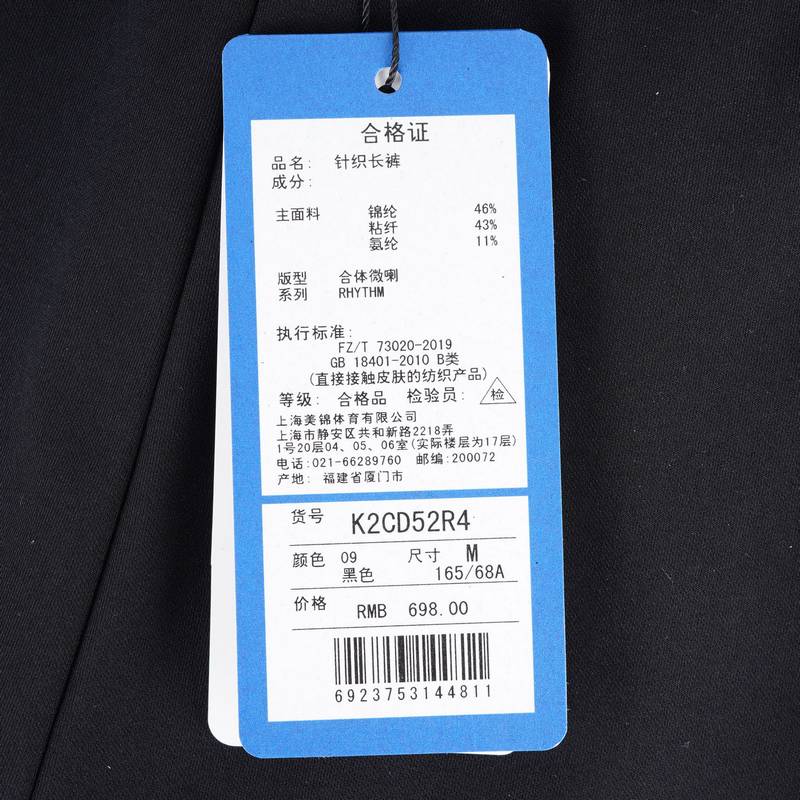 合格证
品名: 针织长裤
成分:
主面料 锦纶 46%
粘纤 43%
氨纶 11%
版型 合体微喇
系列 RHYTHM
执行标准:
FZ/T 73020-2019
GB 18401-2010 B类
(直接接触皮肤的纺织产品)
等级: 合格品 检验员: 检
上海美锦体育有限公司
上海市静安区共和新路2218弄
1号20层04、05、06室(实际楼层为17层)
电话:021-66289760 邮编:200072
产地: 福建省厦门市
货号 K2CD52R4
颜色 09 尺寸 M
黑色 165/68A
价格 RMB 698.00
6923753144811